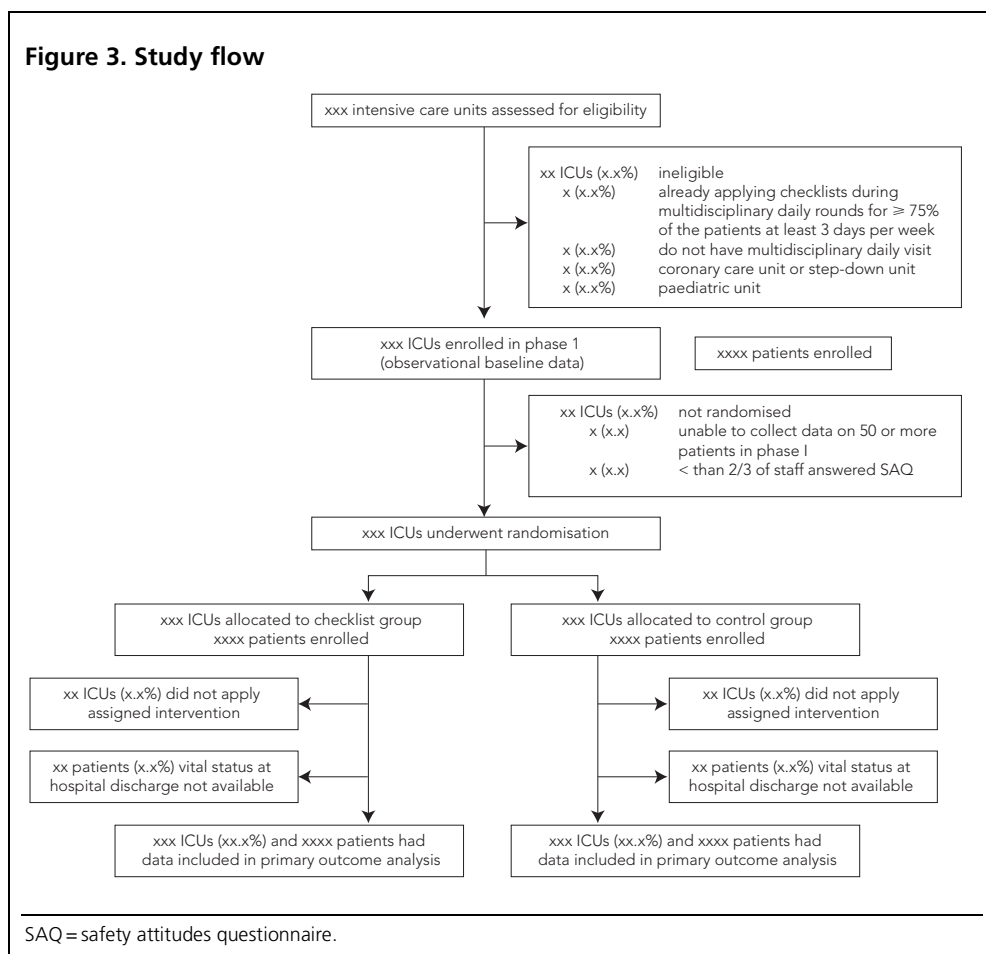 Figure 3. Study flow
xxx intensive care units assessed for eligibility
xx ICUs (x.x%) ineligible
x (x.x%) already applying checklists during
multidisciplinary daily rounds for ≥ 75%
of the patients at least 3 days per week
x (x.x%) do not have multidisciplinary daily visit
x (x.x%) coronary care unit or step-down unit
x (x.x%) paediatric unit
xxx ICUs enrolled in phase 1
(observational baseline data)
xxxx patients enrolled
xx ICUs (x.x%) not randomised
x (x.x) unable to collect data on 50 or more
patients in phase I
x (x.x) < than 2/3 of staff answered SAQ
xxx ICUs underwent randomisation
xxx ICUs allocated to checklist group
xxxx patients enrolled
xxx ICUs allocated to control group
xxxx patients enrolled
xx ICUs (x.x%) did not apply
assigned intervention
xx ICUs (x.x%) did not apply
assigned intervention
xx patients (x.x%) vital status at
hospital discharge not available
xx patients (x.x%) vital status at
hospital discharge not available
xxx ICUs (xx.x%) and xxxx patients had
data included in primary outcome analysis
xxx ICUs (xx.x%) and xxxx patients had
data included in primary outcome analysis
SAQ = safety attitudes questionnaire.